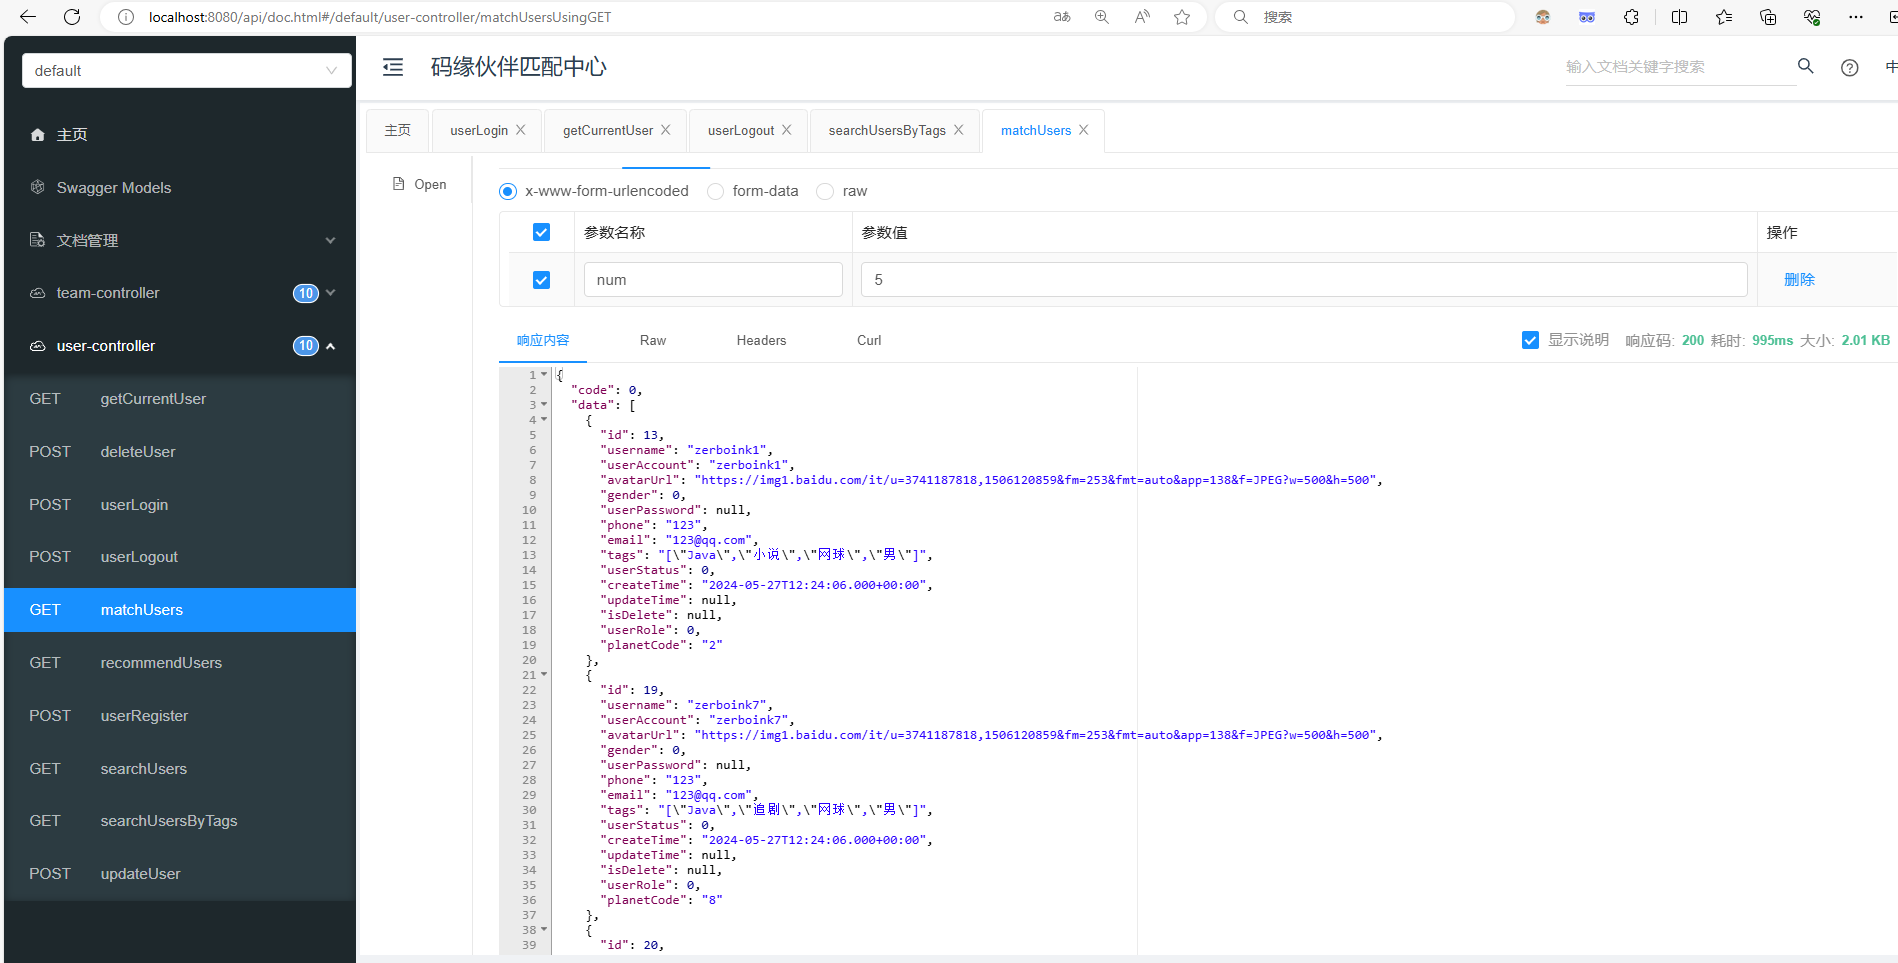 localhost:8080/api/doc.html#/default/user-controller/matchUsersUsingGET
搜索
default
码缘伙伴匹配中心
输入文档关键字搜索
中
主页
Swagger Models
文档管理
team-controller 10
user-controller 10
GET getCurrentUser
POST deleteUser
POST userLogin
POST userLogout
GET matchUsers
GET recommendUsers
POST userRegister
GET searchUsers
GET searchUsersByTags
POST updateUser
主页 userLogin getCurrentUser userLogout searchUsersByTags matchUsers
Open
x-www-form-urlencoded form-data raw
参数名称 参数值 操作
num 5 删除
响应内容 Raw Headers Curl 显示说明 响应码: 200 耗时: 995ms 大小: 2.01 KB
1 {
2 "code": 0,
3 "data": [
4 {
5 "id": 13,
6 "username": "zerboink1",
7 "userAccount": "zerboink1",
8 "avatarUrl": "https://img1.baidu.com/it/u=3741187818,1506120859&fm=253&fmt=auto&app=138&f=JPEG?w=500&h=500",
9 "gender": 0,
10 "userPassword": null,
11 "phone": "123",
12 "email": "123@qq.com",
13 "tags": "[\"Java\",\"小说\",\"网球\",\"男\"]",
14 "userStatus": 0,
15 "createTime": "2024-05-27T12:24:06.000+00:00",
16 "updateTime": null,
17 "isDelete": null,
18 "userRole": 0,
19 "planetCode": "2"
20 },
21 {
22 "id": 19,
23 "username": "zerboink7",
24 "userAccount": "zerboink7",
25 "avatarUrl": "https://img1.baidu.com/it/u=3741187818,1506120859&fm=253&fmt=auto&app=138&f=JPEG?w=500&h=500",
26 "gender": 0,
27 "userPassword": null,
28 "phone": "123",
29 "email": "123@qq.com",
30 "tags": "[\"Java\",\"追剧\",\"网球\",\"男\"]",
31 "userStatus": 0,
32 "createTime": "2024-05-27T12:24:06.000+00:00",
33 "updateTime": null,
34 "isDelete": null,
35 "userRole": 0,
36 "planetCode": "8"
37 },
38 {
39 "id": 20,